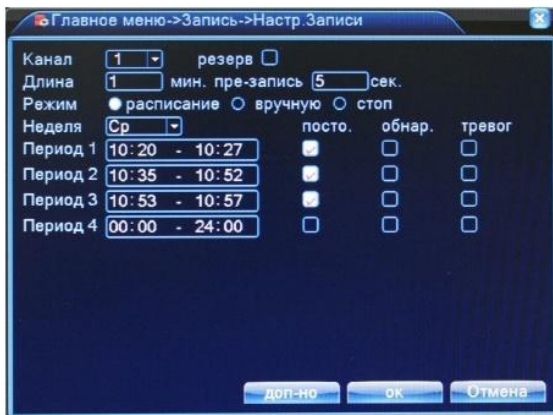 Главное меню->Запись->Настр.Записи
Канал 1 резерв
Длина 1 мин. пре-запись 5 сек.
Режим расписание вручную стоп
Неделя Ср посто. обнар. тревог
Период 1 10:20 - 10:27
Период 2 10:35 - 10:52
Период 3 10:53 - 10:57
Период 4 00:00 - 24:00
доп-но ок Отмена